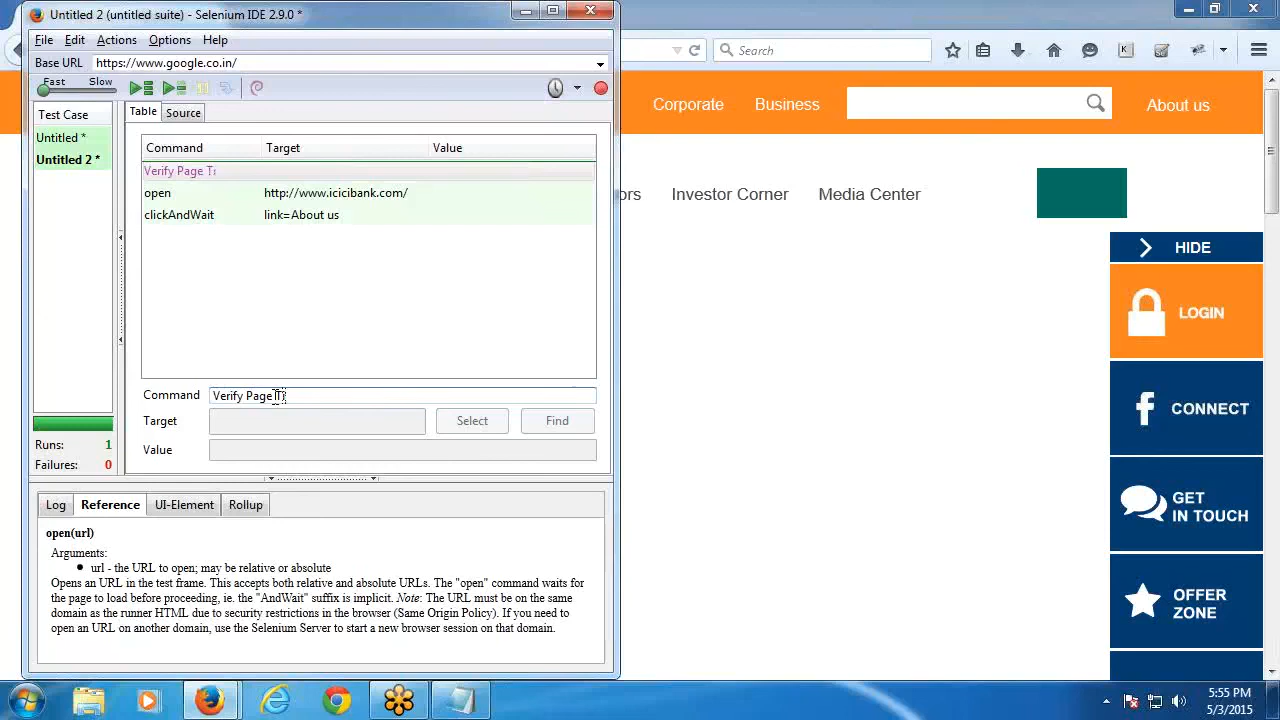 Untitled 2 (untitled suite) - Selenium IDE 2.9.0 *
File Edit Actions Options Help
Base URL https://www.google.co.in/
Search
Fast Slow
Corporate Business About us
Test Case
Table Source
Untitled *
Untitled 2 *
Command Target Value
Verify Page Ts
open http://www.icicibank.com/
clickAndWait link=About us
ors Investor Corner Media Center
HIDE
LOGIN
CONNECT
GET
IN TOUCH
OFFER
ZONE
Command Verify Page
Target Select Find
Value
Runs: 1
Failures: 0
Log Reference UI-Element Rollup
open(url)
Arguments:
● url - the URL to open; may be relative or absolute
Opens an URL in the test frame. This accepts both relative and absolute URLs. The "open" command waits for
the page to load before proceeding, ie. the "AndWait" suffix is implicit. Note: The URL must be on the same
domain as the runner HTML due to security restrictions in the browser (Same Origin Policy). If you need to
open an URL on another domain, use the Selenium Server to start a new browser session on that domain.
5:55 PM
5/3/2015